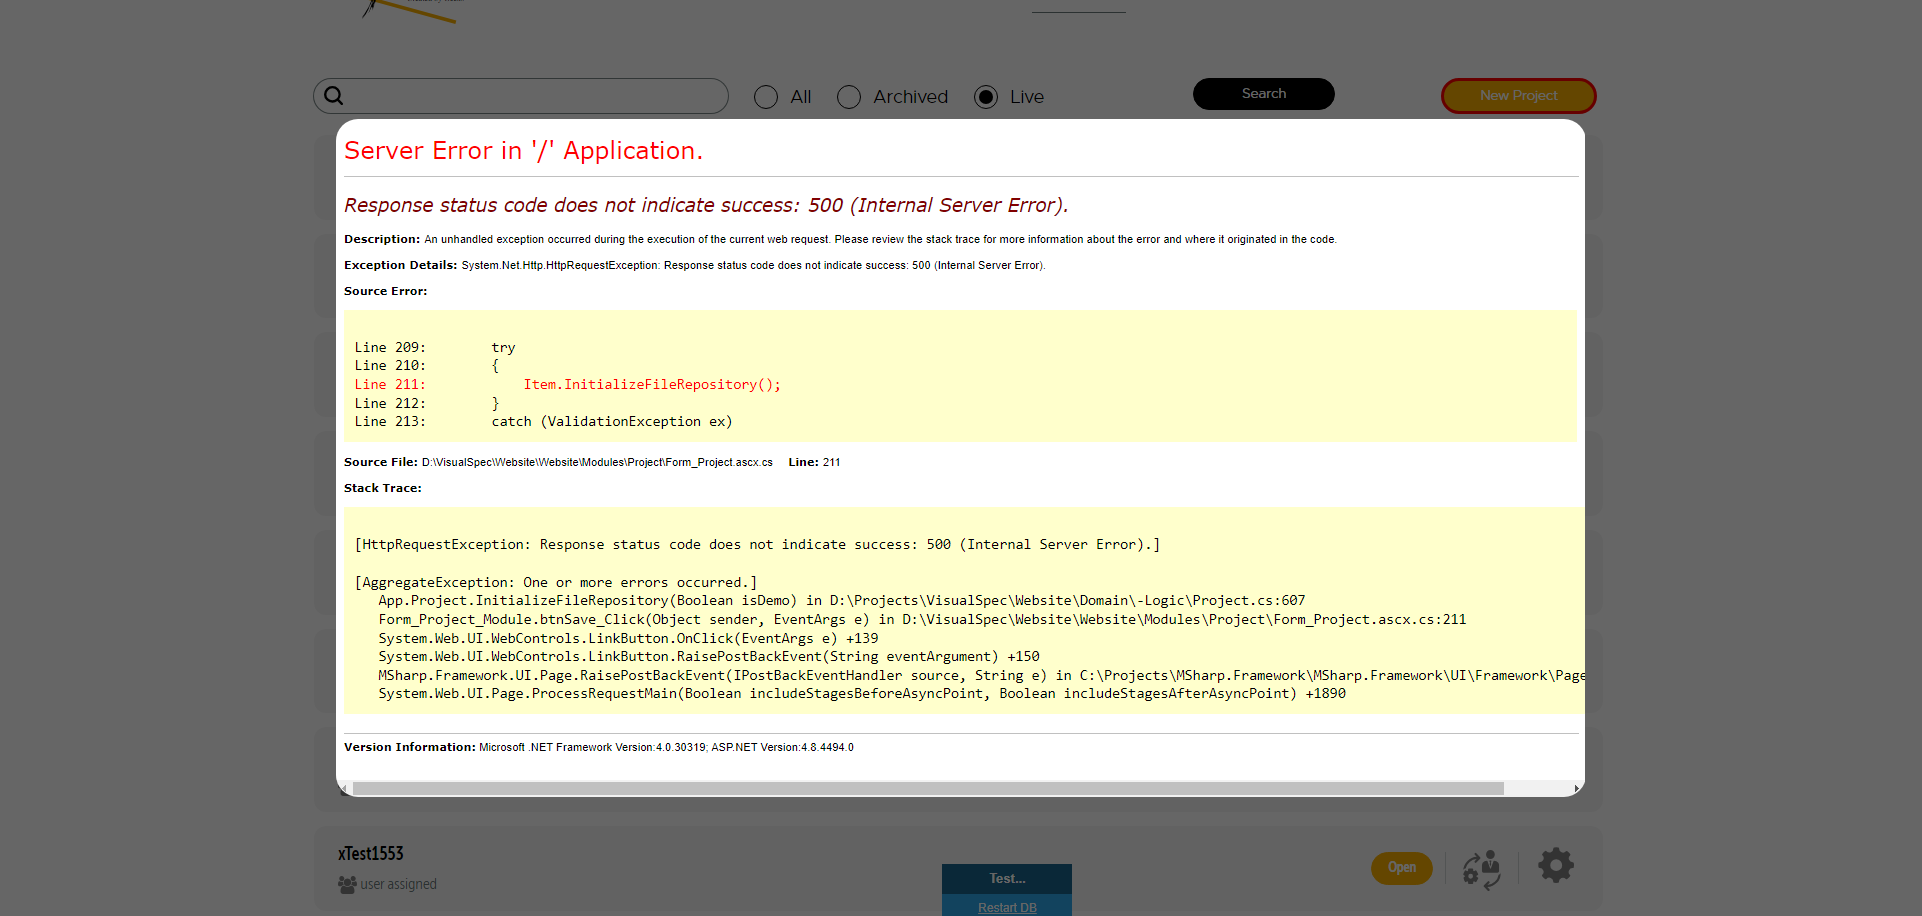 All
Archived
Live
Search
New Project
Server Error in '/' Application.
Response status code does not indicate success: 500 (Internal Server Error).
Description: An unhandled exception occurred during the execution of the current web request. Please review the stack trace for more information about the error and where it originated in the code.
Exception Details: System.Net.Http.HttpRequestException: Response status code does not indicate success: 500 (Internal Server Error).
Source Error:
Line 209:        try
Line 210:        {
Line 211:            Item.InitializeFileRepository();
Line 212:        }
Line 213:        catch (ValidationException ex)
Source File: D:\VisualSpec\Website\Website\Modules\Project\Form_Project.ascx.cs    Line: 211
Stack Trace:
[HttpRequestException: Response status code does not indicate success: 500 (Internal Server Error).]
[AggregateException: One or more errors occurred.]
   App.Project.InitializeFileRepository(Boolean isDemo) in D:\Projects\VisualSpec\Website\Domain\-Logic\Project.cs:607
   Form_Project_Module.btnSave_Click(Object sender, EventArgs e) in D:\VisualSpec\Website\Website\Modules\Project\Form_Project.ascx.cs:211
   System.Web.UI.WebControls.LinkButton.OnClick(EventArgs e) +139
   System.Web.UI.WebControls.LinkButton.RaisePostBackEvent(String eventArgument) +150
   MSharp.Framework.UI.Page.RaisePostBackEvent(IPostBackEventHandler source, String e) in C:\Projects\MSharp.Framework\MSharp.Framework\UI\Framework\Page
   System.Web.UI.Page.ProcessRequestMain(Boolean includeStagesBeforeAsyncPoint, Boolean includeStagesAfterAsyncPoint) +1890
Version Information: Microsoft .NET Framework Version:4.0.30319; ASP.NET Version:4.8.4494.0
xTest1553
user assigned
Open
Test...
Restart DB